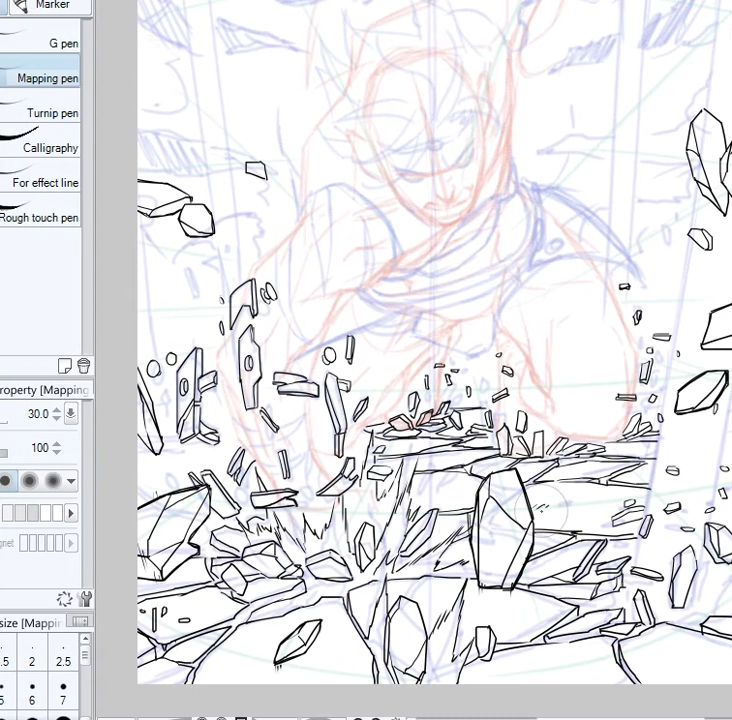 Marker
G pen
Mapping pen
Turnip pen
Calligraphy
For effect line
Rough touch pen
roperty [Mapping
30.0
100
gnet
size [Mappin
.5 2 2.5
5 6 7